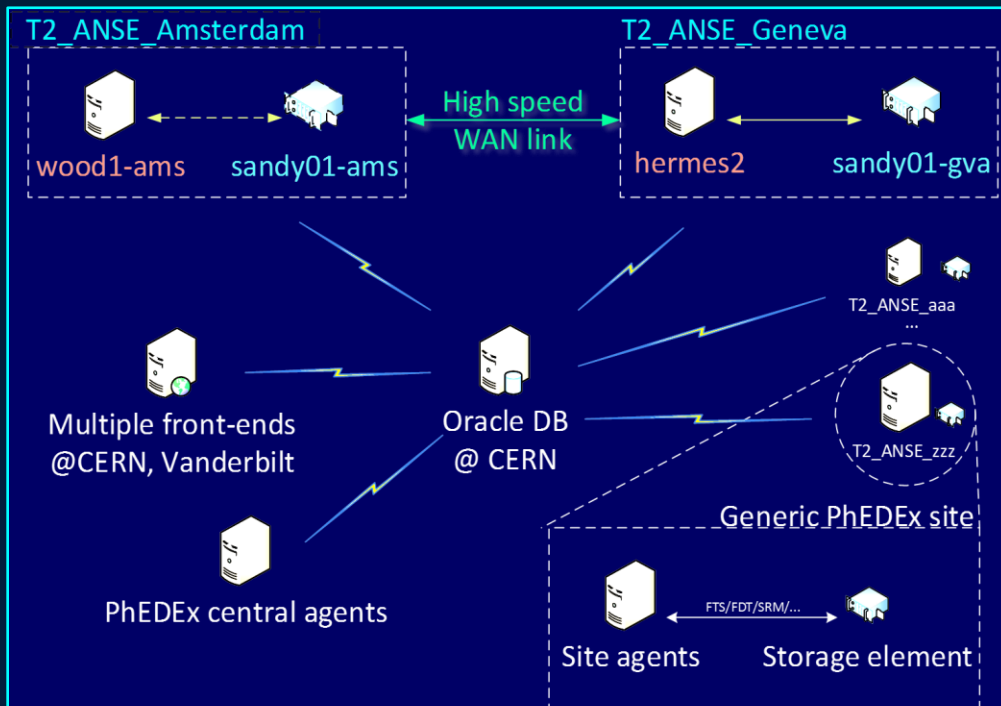 T2_ANSE_Amsterdam
T2_ANSE_Geneva
High speed
WAN link
wood1-ams
sandy01-ams
hermes2
sandy01-gva
T2_ANSE_aaa
...
Multiple front-ends
@CERN, Vanderbilt
Oracle DB
@ CERN
T2_ANSE_zzz
Generic PhEDEx site
PhEDEx central agents
FTS/FDT/SRM/...
Site agents
Storage element